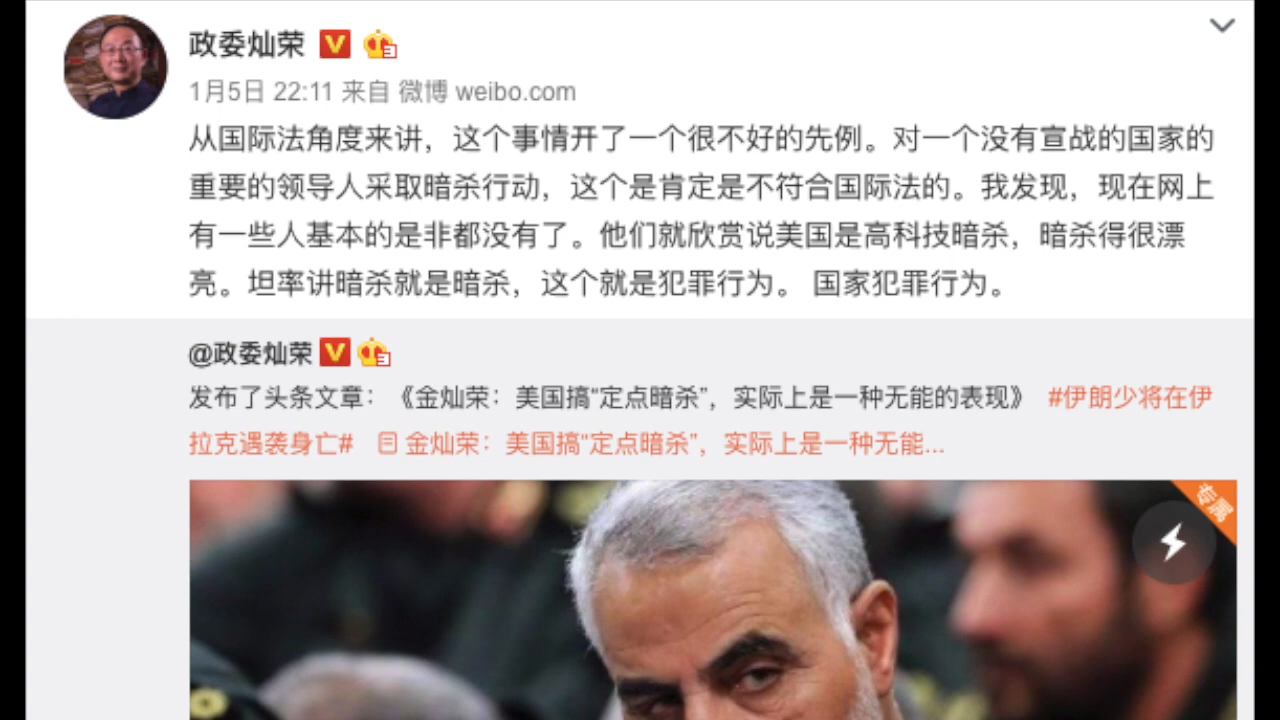 政委灿荣
1月5日 22:11 来自 微博 weibo.com
从国际法角度来讲，这个事情开了一个很不好的先例。对一个没有宣战的国家的
重要的领导人采取暗杀行动，这个是肯定是不符合国际法的。我发现，现在网上
有一些人基本的是非都没有了。他们就欣赏说美国是高科技暗杀，暗杀得很漂
亮。坦率讲暗杀就是暗杀，这个就是犯罪行为。 国家犯罪行为。
@政委灿荣
发布了头条文章：《金灿荣：美国搞“定点暗杀”，实际上是一种无能的表现》 #伊朗少将在伊
拉克遇袭身亡# 金灿荣：美国搞“定点暗杀”，实际上是一种无能...
专属